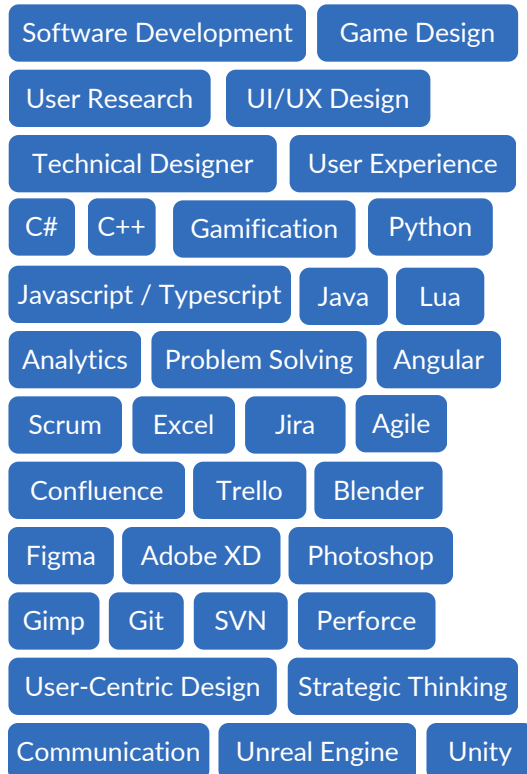 Software Development Game Design
User Research UI/UX Design
Technical Designer User Experience
C# C++ Gamification Python
Javascript / Typescript Java Lua
Analytics Problem Solving Angular
Scrum Excel Jira Agile
Confluence Trello Blender
Figma Adobe XD Photoshop
Gimp Git SVN Perforce
User-Centric Design Strategic Thinking
Communication Unreal Engine Unity